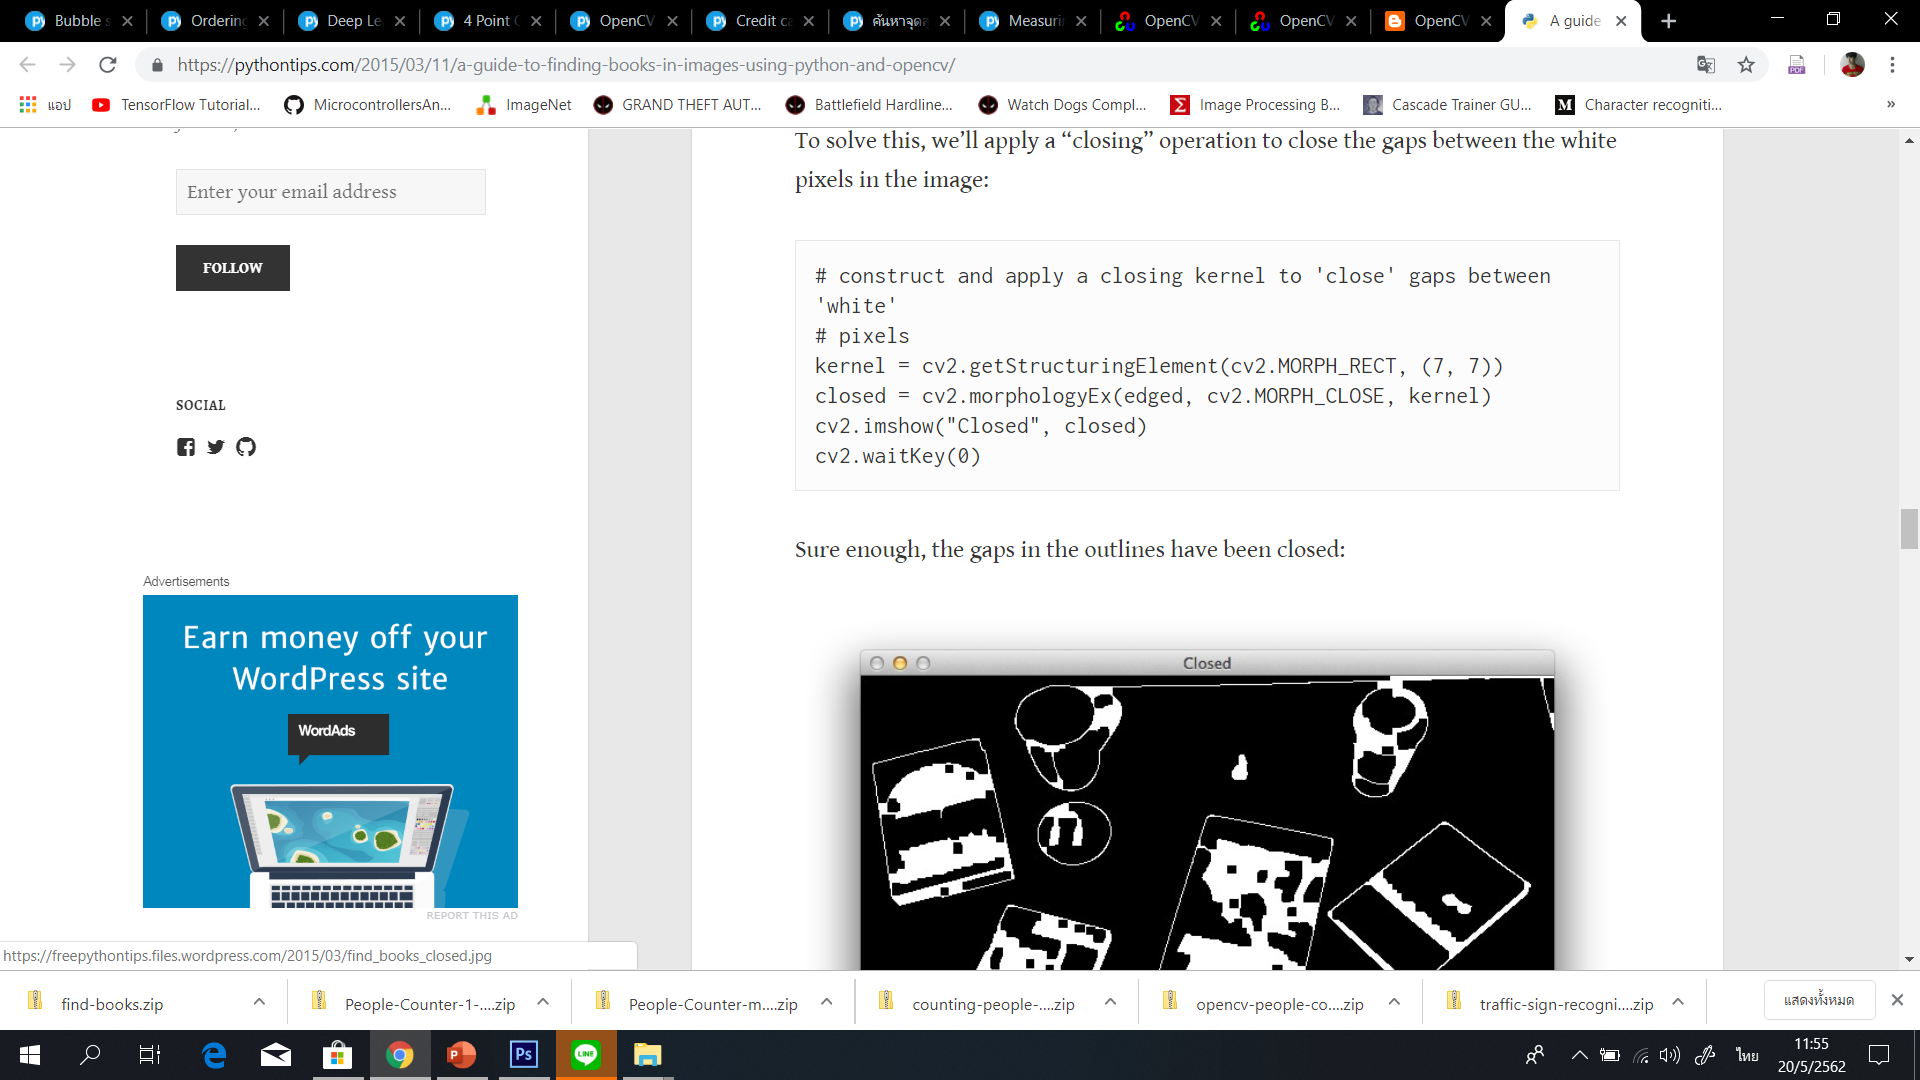 Bubble s
Ordering
Deep Le
4 Point
OpenCV
Credit ca
ค้นหาจุด
Measurin
OpenCV
OpenCV
OpenCV
A guide
https://pythontips.com/2015/03/11/a-guide-to-finding-books-in-images-using-python-and-opencv/
PDF
แอป
TensorFlow Tutorial...
MicrocontrollersAn...
ImageNet
GRAND THEFT AUT...
Battlefield Hardline...
Watch Dogs Compl...
Image Processing B...
Cascade Trainer GU...
Character recogniti...
»
Enter your email address
FOLLOW
SOCIAL
Advertisements
Earn money off your
WordPress site
WordAds
REPORT THIS AD
To solve this, we’ll apply a “closing” operation to close the gaps between the white
pixels in the image:
# construct and apply a closing kernel to 'close' gaps between
'white'
# pixels
kernel = cv2.getStructuringElement(cv2.MORPH_RECT, (7, 7))
closed = cv2.morphologyEx(edged, cv2.MORPH_CLOSE, kernel)
cv2.imshow("Closed", closed)
cv2.waitKey(0)
Sure enough, the gaps in the outlines have been closed:
Closed
https://freepythontips.files.wordpress.com/2015/03/find_books_closed.jpg
find-books.zip
People-Counter-1-....zip
People-Counter-m....zip
counting-people-....zip
opencv-people-co....zip
traffic-sign-recogni....zip
แสดงทั้งหมด
Ps
LINE
ไทย
11:55
20/5/2562